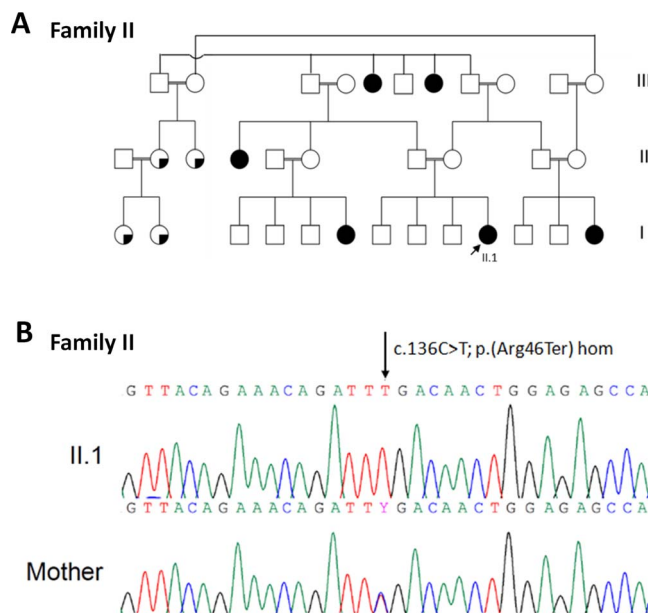 A Family II
III
II
I
II.1
B Family II
c.136C>T; p.(Arg46Ter) hom
GTTACAGAAACAGATTTGACAACTGGAGAGCCA
II.1
GTTACAGAAACAGATTYGACAACTGGAGAGCCA
Mother